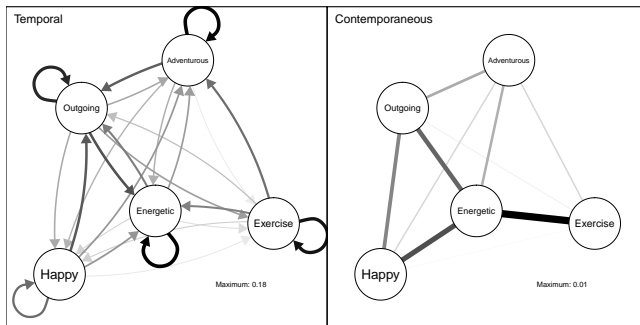 Temporal
Adventurous
Outgoing
Energetic
Exercise
Happy
Maximum: 0.18
Contemporaneous
Adventurous
Outgoing
Energetic
Exercise
Happy
Maximum: 0.01